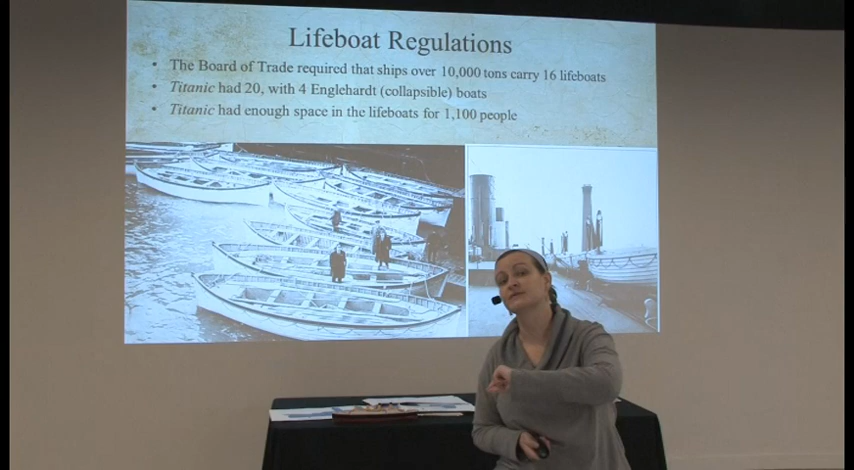 Lifeboat Regulations
• The Board of Trade required that ships over 10,000 tons carry 16 lifeboats
• Titanic had 20, with 4 Englehardt (collapsible) boats
• Titanic had enough space in the lifeboats for 1,100 people